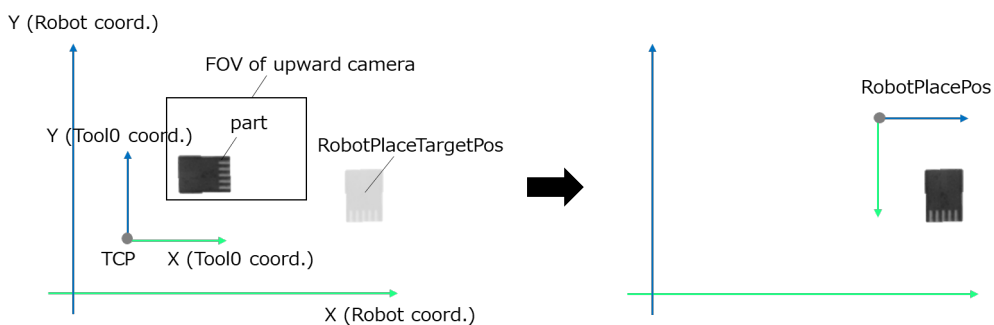 Y (Robot coord.)
FOV of upward camera
part
Y (Tool0 coord.)
RobotPlaceTargetPos
TCP
X (Tool0 coord.)
X (Robot coord.)
RobotPlacePos